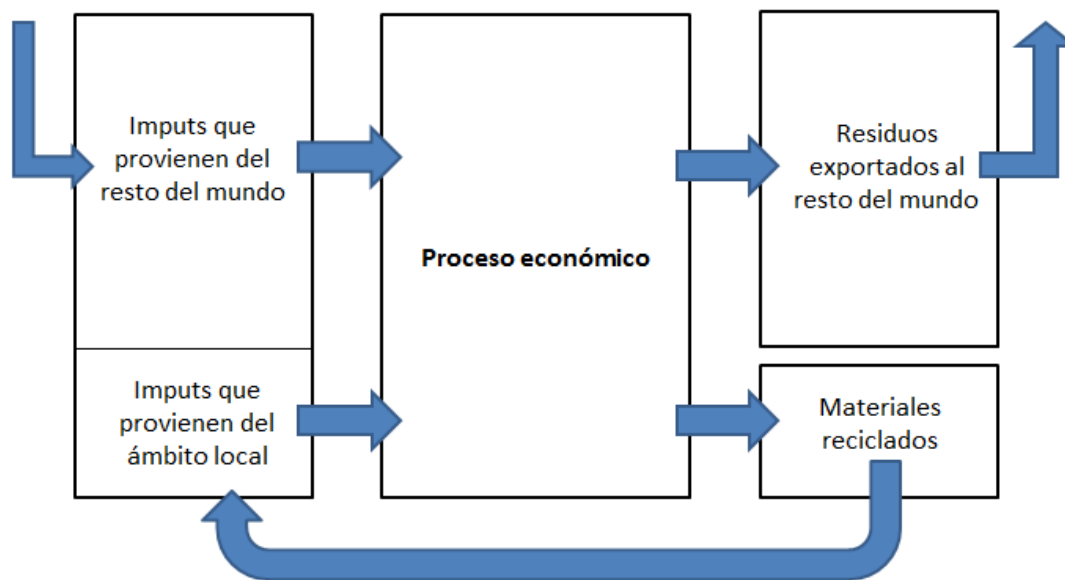 Imputs que
provienen del
resto del mundo
Imputs que
provienen del
ámbito local
Proceso económico
Residuos
exportados al
resto del mundo
Materiales
reciclados